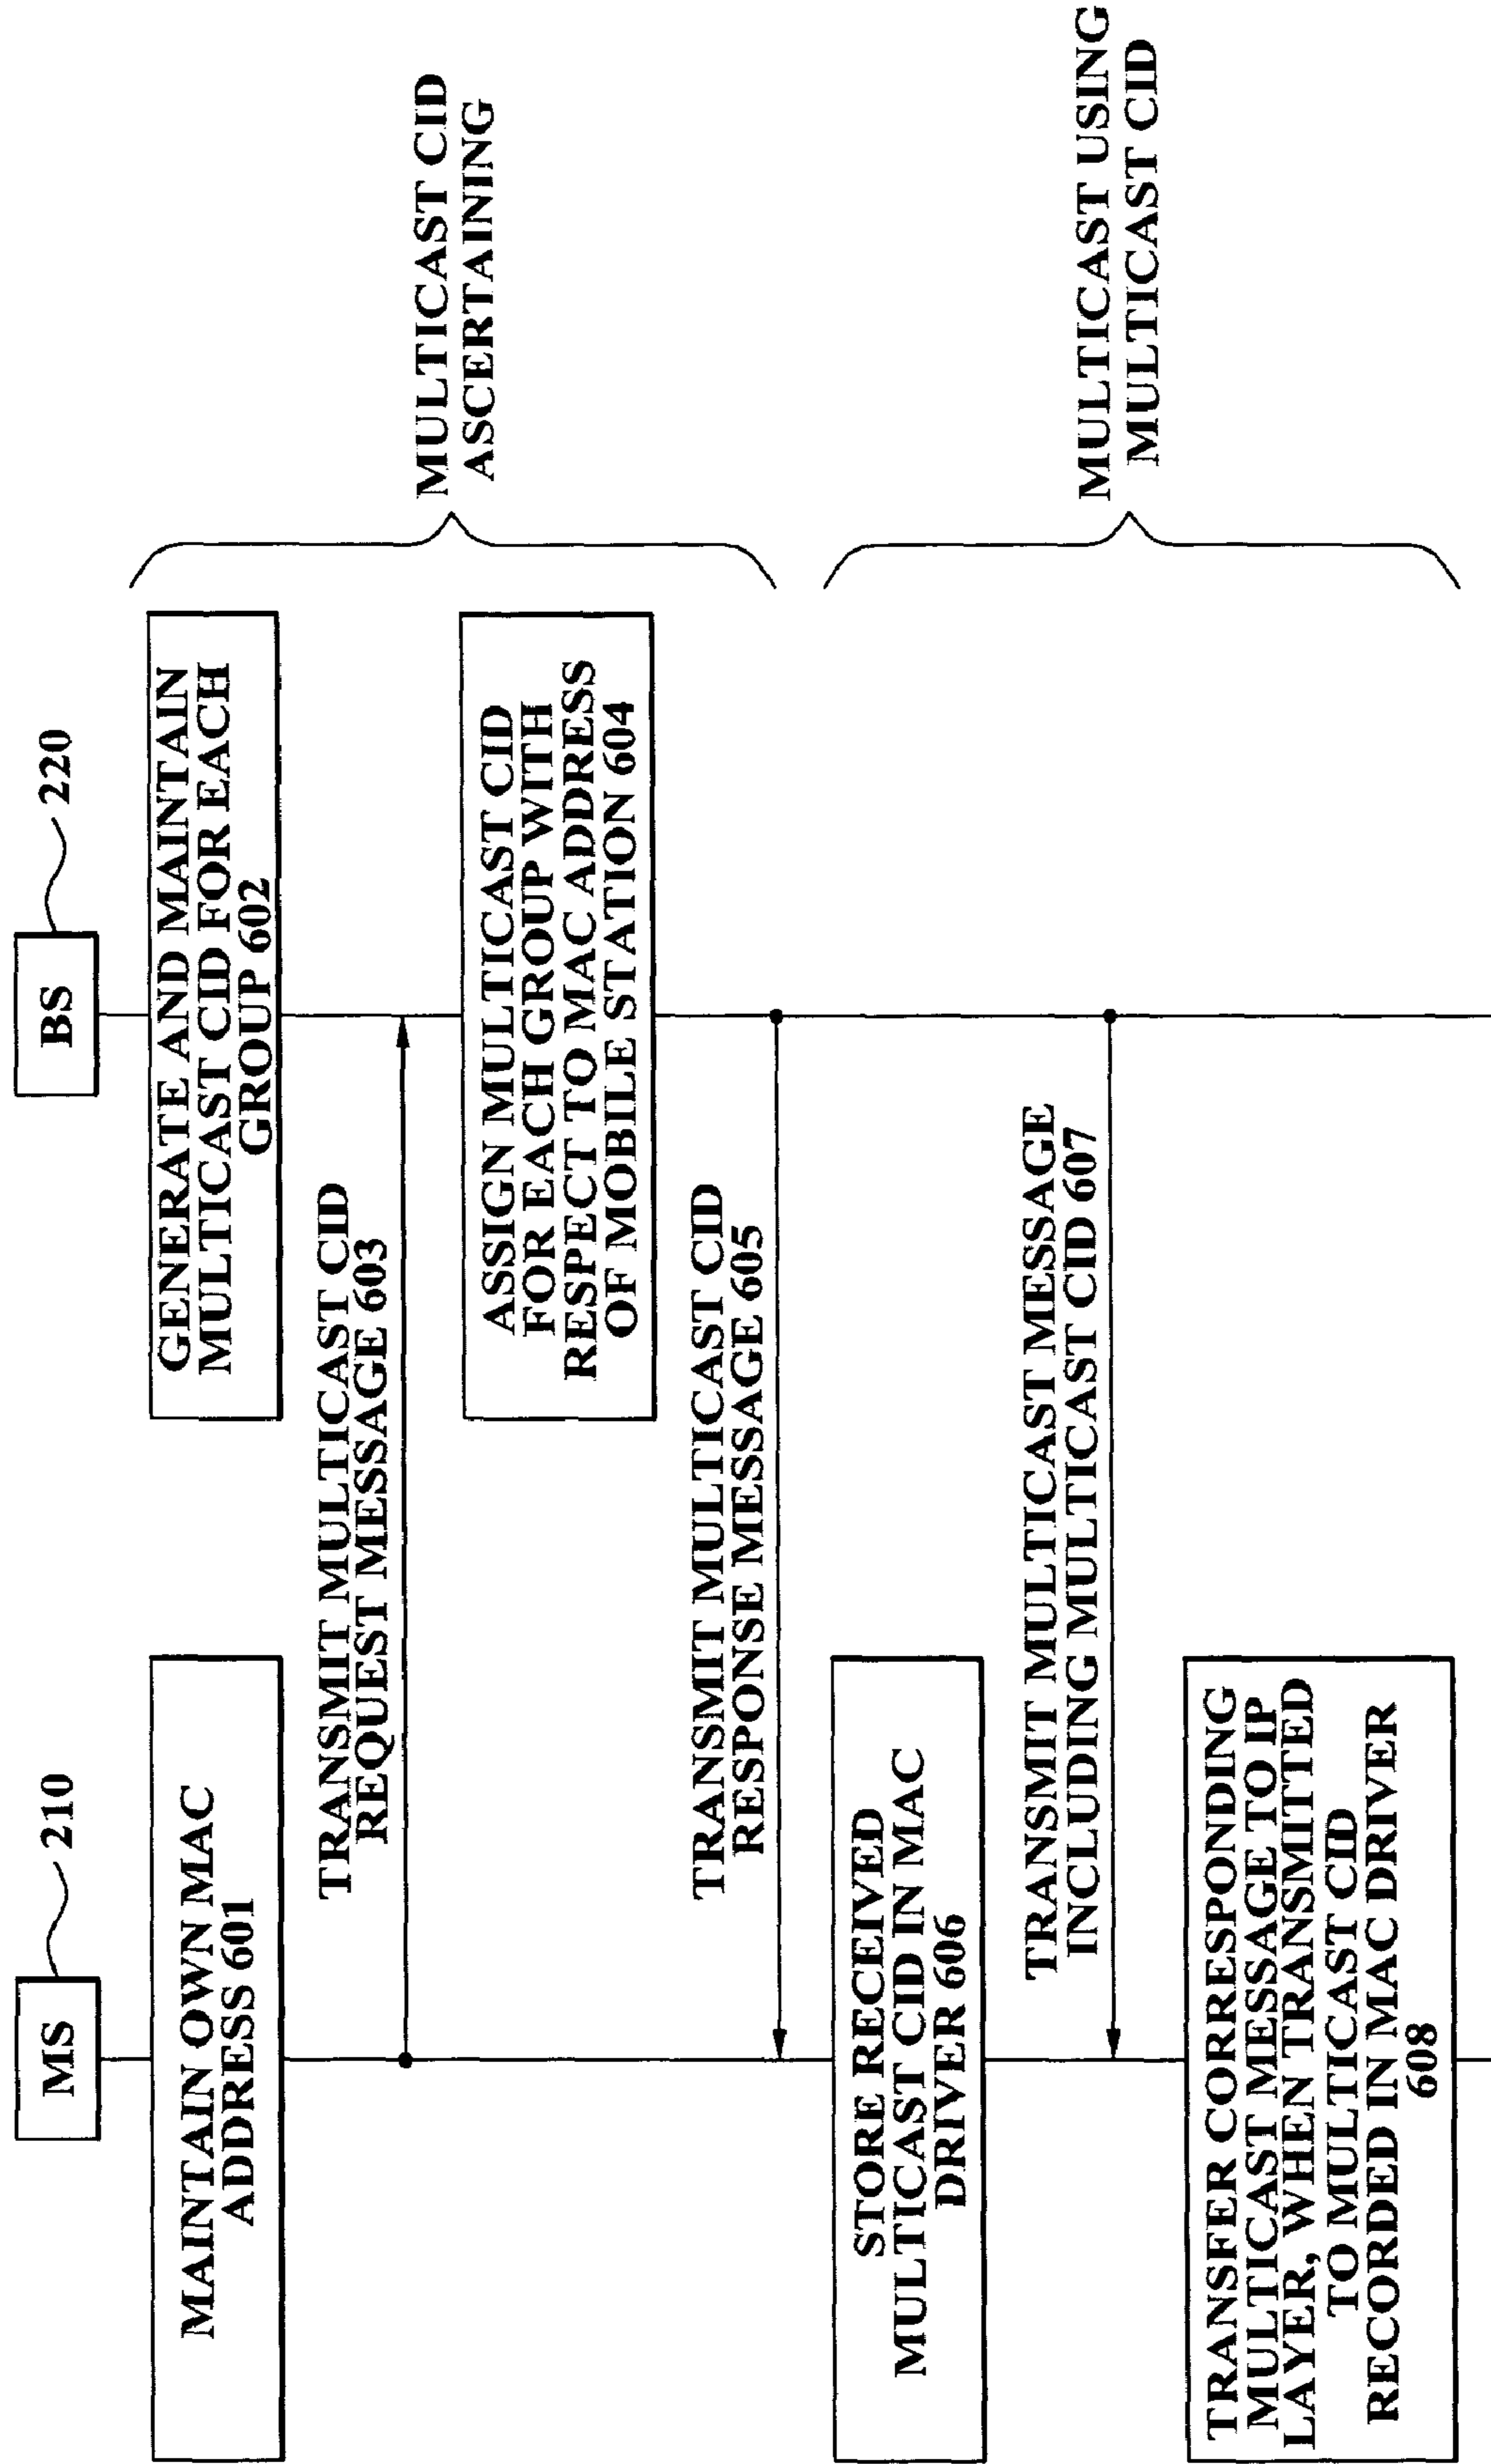 MS
210
BS
220
MAINTAIN OWN MAC
ADDRESS 601
GENERATE AND MAINTAIN
MULTICAST CID FOR EACH
GROUP 602
TRANSMIT MULTICAST CID
REQUEST MESSAGE 603
ASSIGN MULTICAST CID
FOR EACH GROUP WITH
RESPECT TO MAC ADDRESS
OF MOBILE STATION 604
TRANSMIT MULTICAST CID
RESPONSE MESSAGE 605
MULTICAST CID
ASCERTAINING
STORE RECEIVED
MULTICAST CID IN MAC
DRIVER 606
TRANSMIT MULTICAST MESSAGE
INCLUDING MULTICAST CID 607
TRANSFER CORRESPONDING
MULTICAST MESSAGE TO IP
LAYER, WHEN TRANSMITTED
TO MULTICAST CID
RECORDED IN MAC DRIVER
608
MULTICAST USING
MULTICAST CID